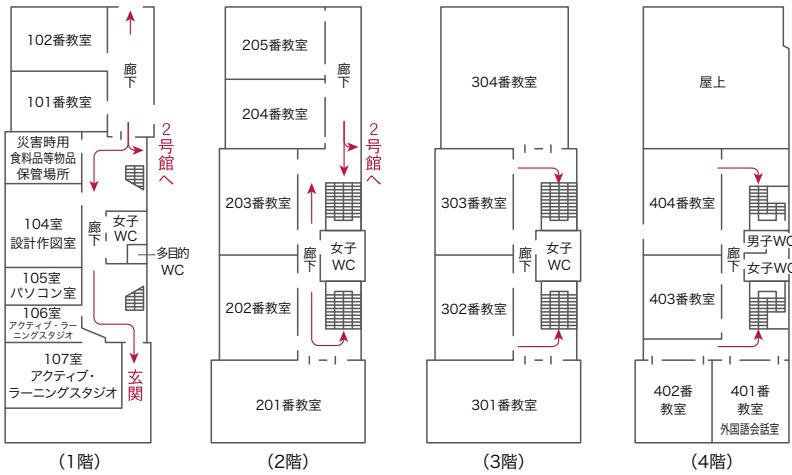 102番教室
廊下
101番教室
2号館へ
災害時用
食料品等物品
保管場所
104室
設計作図室
廊下
女子
WC
多目的
WC
105室
パソコン室
106室
アクティブ・ラー
ニングスタジオ
107室
アクティブ・
ラーニングスタジオ
玄関
（1階）
205番教室
廊下
204番教室
2号館へ
203番教室
廊下
女子
WC
202番教室
201番教室
（2階）
304番教室
303番教室
廊下
女子
WC
302番教室
301番教室
（3階）
屋上
404番教室
廊下
男子WC
女子WC
403番教室
402番
教室
401番
教室
外国語会話室
（4階）